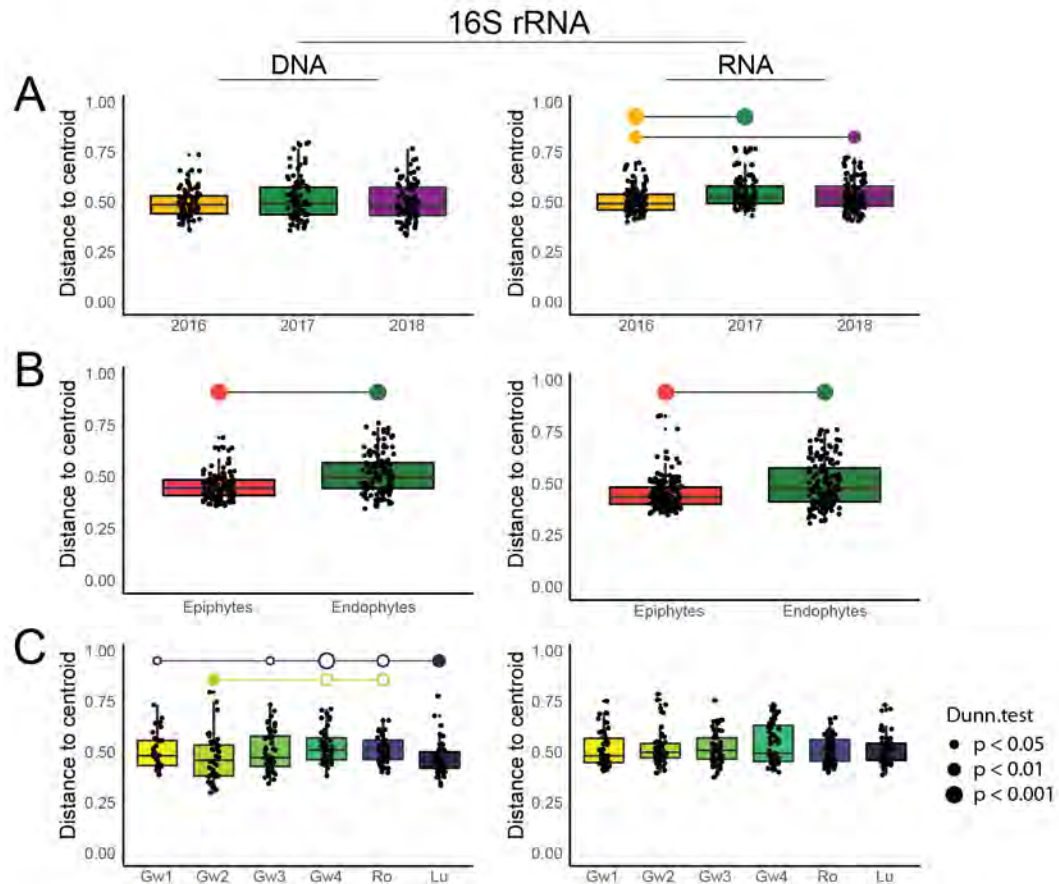 16S rRNA
DNA
RNA
A
Distance to centroid
1.00
0.75
0.50
0.25
0.00
2016
2017
2018
Distance to centroid
1.00
0.75
0.50
0.25
0.00
2016
2017
2018
B
Distance to centroid
1.00
0.75
0.50
0.25
0.00
Epiphytes
Endophytes
Distance to centroid
1.00
0.75
0.50
0.25
0.00
Epiphytes
Endophytes
C
Distance to centroid
1.00
0.75
0.50
0.25
0.00
Gw1
Gw2
Gw3
Gw4
Ro
Lu
Distance to centroid
1.00
0.75
0.50
0.25
0.00
Gw1
Gw2
Gw3
Gw4
Ro
Lu
Dunn.test
p < 0.05
p < 0.01
p < 0.001